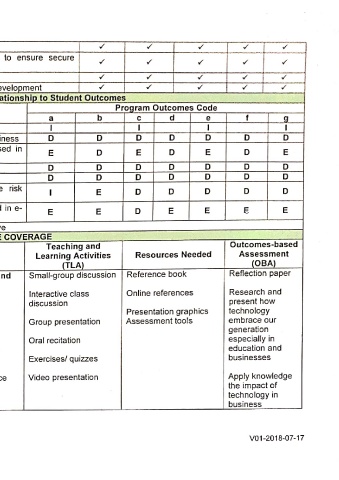 ✓ ✓ ✓ ✓ ✓
to ensure secure ✓ ✓ ✓ ✓ ✓
✓ ✓ ✓ ✓ ✓
evelopment ✓ ✓ ✓ ✓ ✓
ationship to Student Outcomes
Program Outcomes Code
a b c d e f g
I I I I
iness D D D D D D D
sed in E D E D E D E
D D D D D D D
D D D D D D D
e risk I E D D D D D
d in e- E E D E E E E
ve
E COVERAGE
Teaching and Learning Activities (TLA) Resources Needed Outcomes-based Assessment (OBA)
nd Small-group discussion Reference book Reflection paper
Interactive class discussion Online references Research and
present how
technology
Presentation graphics
Group presentation Assessment tools embrace our
generation
Oral recitation especially in
education and
Exercises/ quizzes businesses
ce Video presentation Apply knowledge
the impact of
technology in
business
V01-2018-07-17